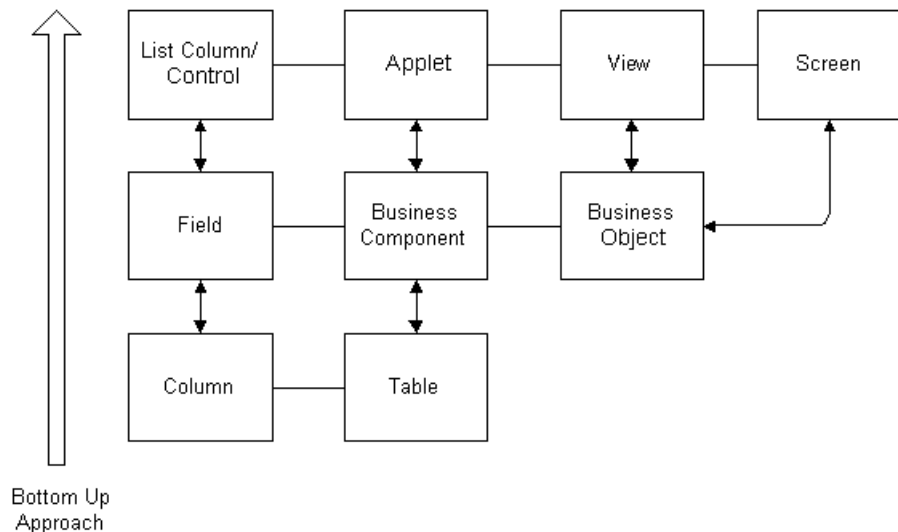 List Column/
Control
Applet
View
Screen
Field
Business
Component
Business
Object
Column
Table
Bottom Up
Approach